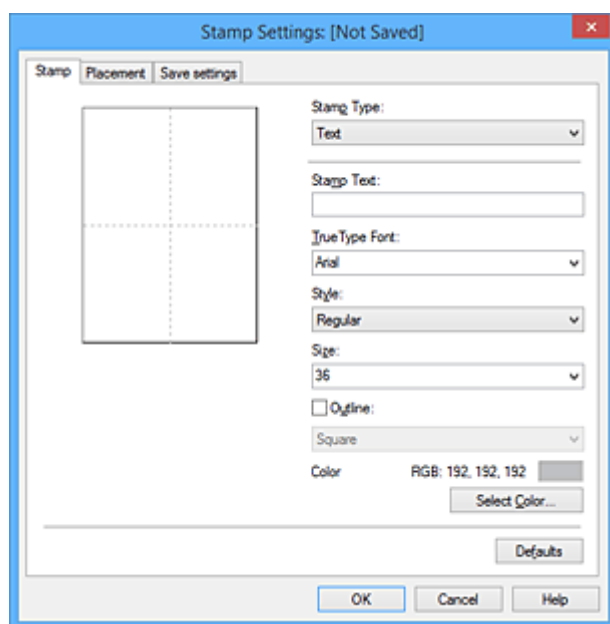 Stamp Settings: [Not Saved]
Stamp Placement Save settings
Stamp Type:
Text
Stamp Text:
TrueType Font:
Arial
Style:
Regular
Size:
36
Outline:
Square
Color RGB: 192, 192, 192
Select Color...
Defaults
OK Cancel Help